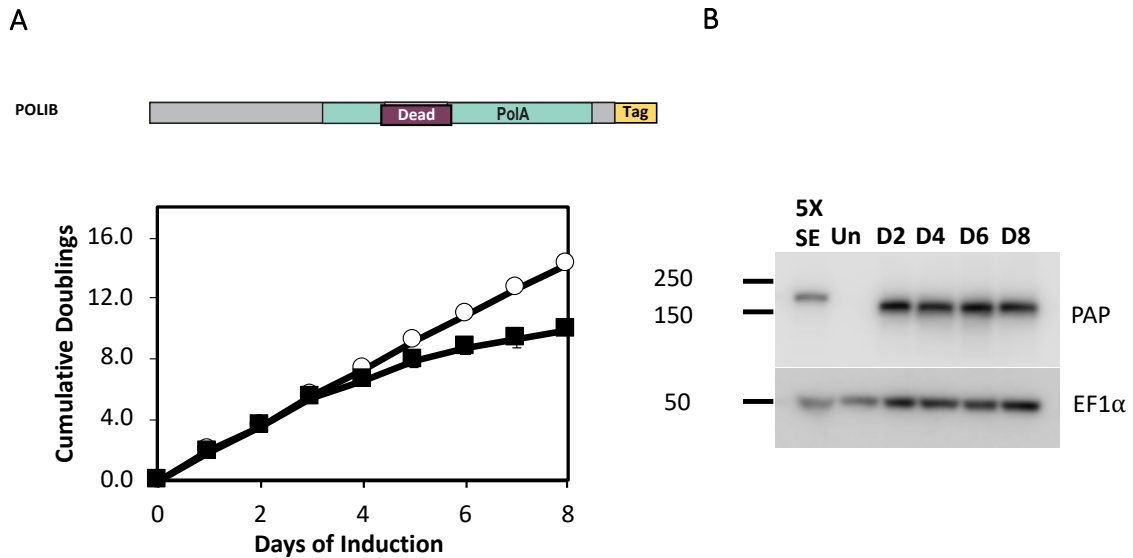 A
B
POLIB
Dead
PolA
Tag
Cumulative Doublings
16.0
12.0
8.0
4.0
0.0
0 2 4 6 8
Days of Induction
5X
SE Un D2 D4 D6 D8
250
150
PAP
50
EF1α